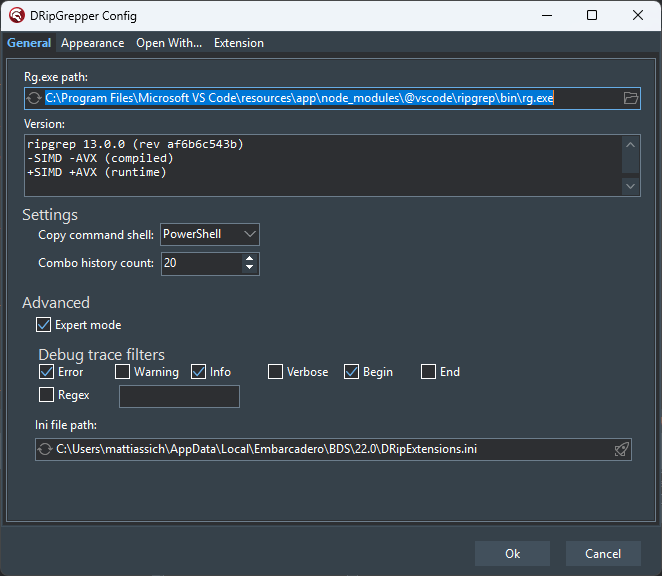 DRipGrepper Config
General Appearance Open With... Extension
Rg.exe path:
C:\Program Files\Microsoft VS Code\resources\app\node_modules\@vscode\ripgrep\bin\rg.exe
Version:
ripgrep 13.0.0 (rev af6b6c543b)
-SIMD -AVX (compiled)
+SIMD +AVX (runtime)
Settings
Copy command shell: PowerShell
Combo history count: 20
Advanced
Expert mode
Debug trace filters
Error Warning Info Verbose Begin End
Regex
Ini file path:
C:\Users\mattiassich\AppData\Local\Embarcadero\BDS\22.0\DRipExtensions.ini
Ok Cancel